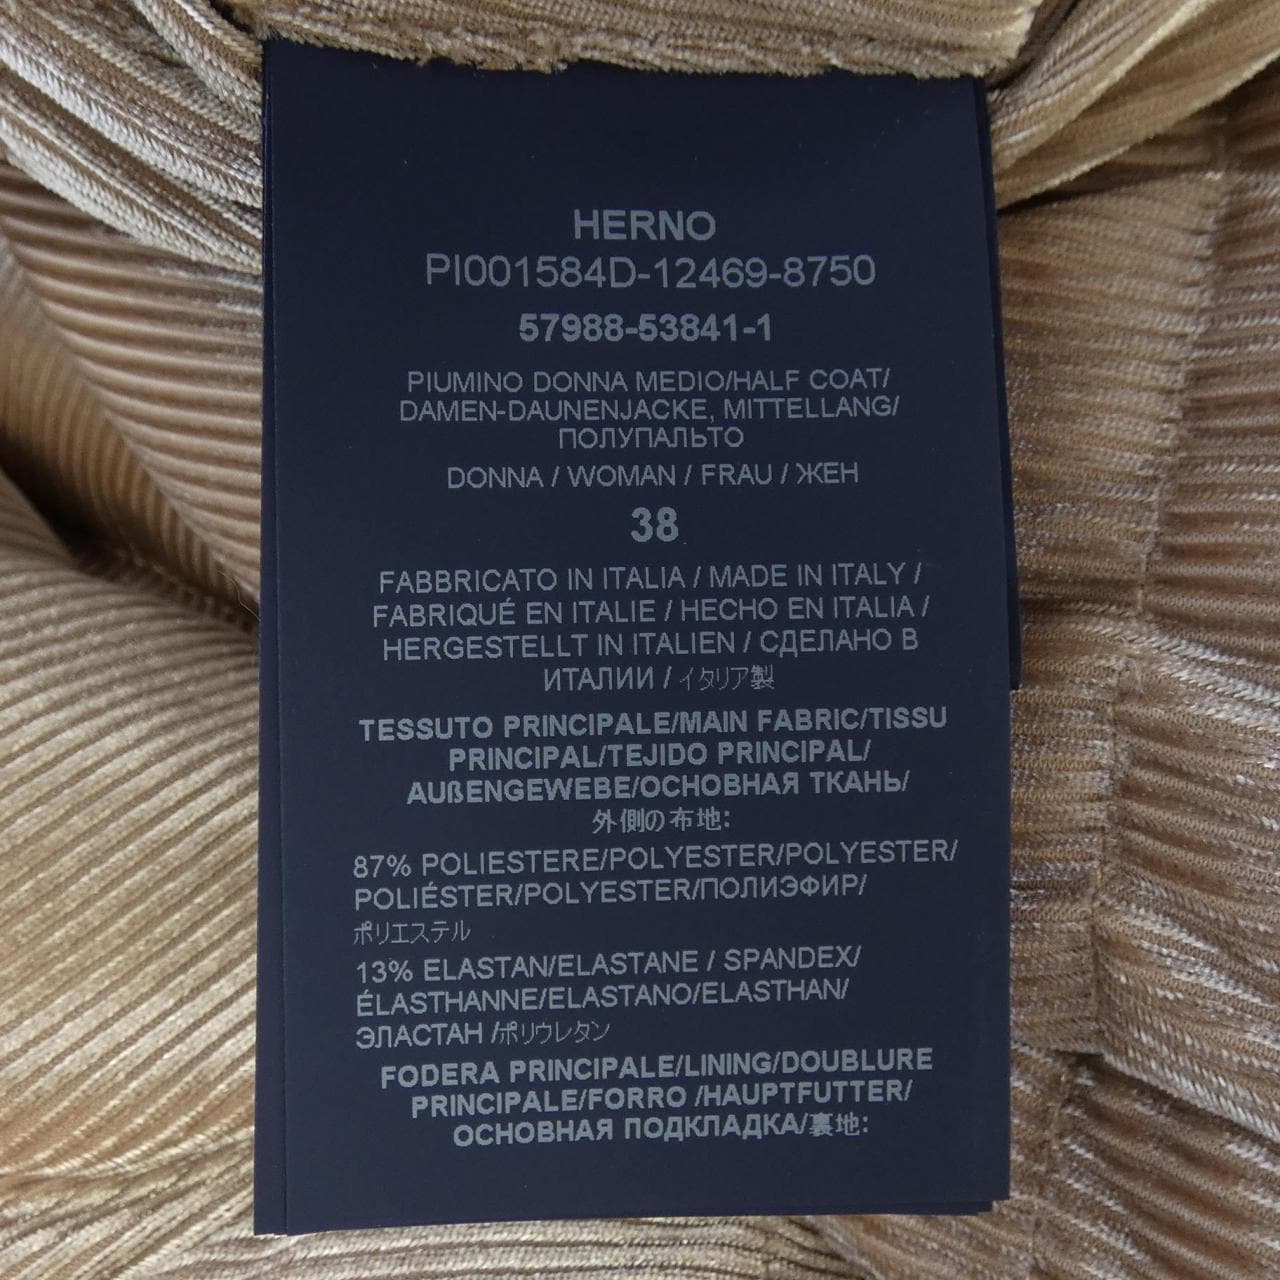 HERNO
PI001584D-12469-8750
57988-53841-1
PIUMINO DONNA MEDIO/HALF COAT/
DAMEN-DAUNENJACKE, MITTELLANG/
ПОЛУПАЛЬТО
DONNA / WOMAN / FRAU / ЖЕН
38
FABBRICATO IN ITALIA / MADE IN ITALY /
FABRIQUÉ EN ITALIE / HECHO EN ITALIA /
HERGESTELLT IN ITALIEN / СДЕЛАНО В
ИТАЛИИ / イタリア製
TESSUTO PRINCIPALE/MAIN FABRIC/TISSU
PRINCIPAL/TEJIDO PRINCIPAL/
AUßENGEWEBE/ОСНОВНАЯ ТКАНЬ/
外側の布地:
87% POLIESTERE/POLYESTER/POLYESTER/
POLIÉSTER/POLYESTER/ПОЛИЭФИР/
ポリエステル
13% ELASTAN/ELASTANE / SPANDEX/
ÉLASTHANNE/ELASTANO/ELASTHAN/
ЭЛАСТАН /ポリウレタン
FODERA PRINCIPALE/LINING/DOUBLURE
PRINCIPALE/FORRO /HAUPTFUTTER/
ОСНОВНАЯ ПОДКЛАДКА/裏地: